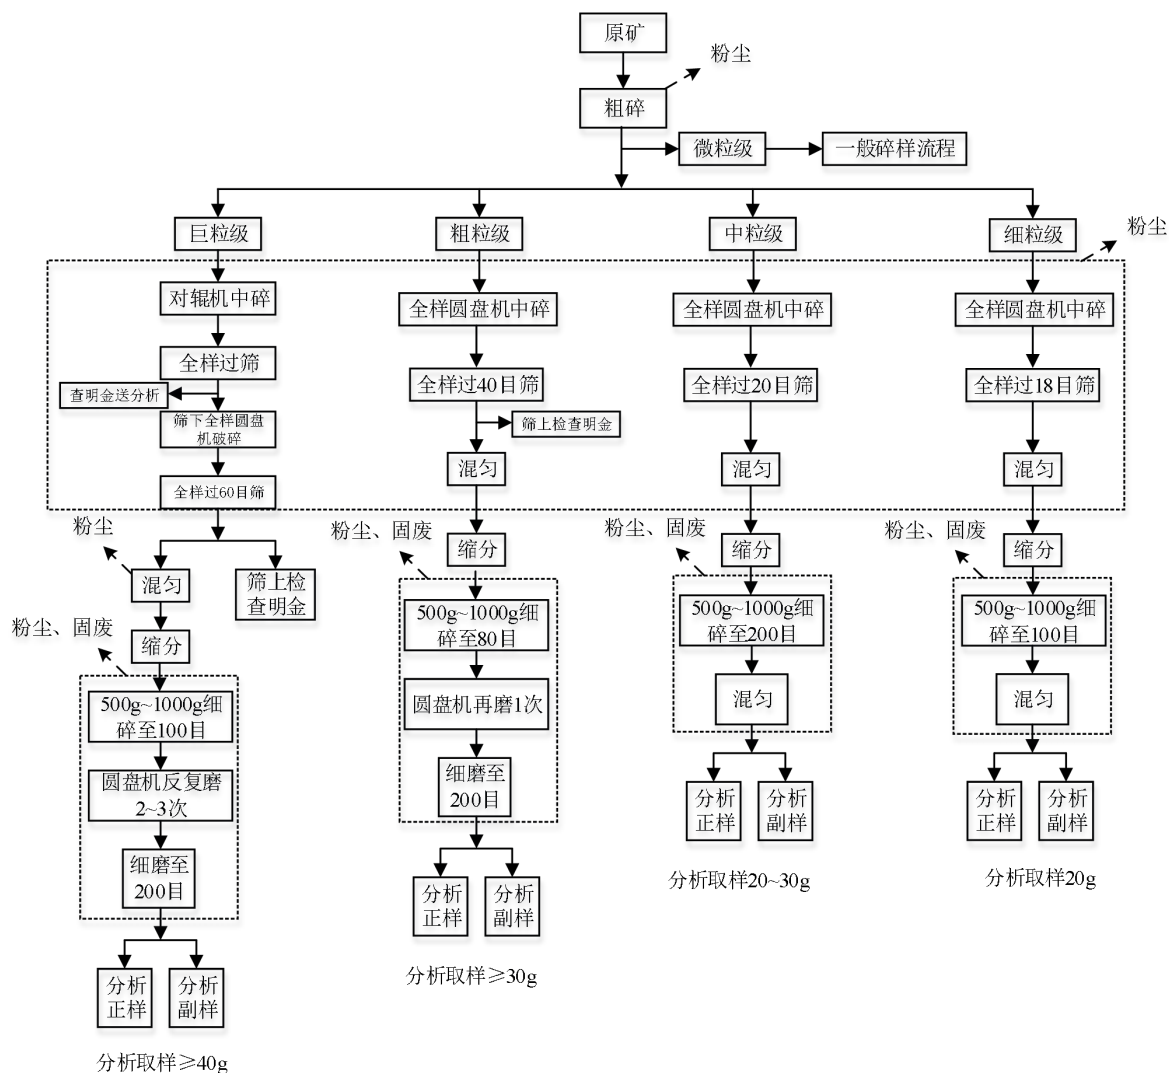 原矿
粉尘
粗碎
微粒级
一般碎样流程
巨粒级
粗粒级
中粒级
细粒级
粉尘
对辊机中碎
全样圆盘机中碎
全样圆盘机中碎
全样圆盘机中碎
全样过筛
查明金送分析
全样过40目筛
全样过20目筛
全样过18目筛
筛下全样圆盘
机破碎
筛上检查明金
混匀
混匀
混匀
全样过60目筛
粉尘
粉尘、固废
粉尘、固废
粉尘、固废
缩分
缩分
缩分
混匀
筛上检
查明金
500g~1000g细
碎至80目
500g~1000g细
碎至200目
500g~1000g细
碎至100目
粉尘、固废
缩分
500g~1000g细
碎至100目
圆盘机再磨1次
混匀
混匀
圆盘机反复磨
2~3次
细磨至
200目
分析
正样
分析
副样
分析
正样
分析
副样
细磨至
200目
分析
正样
分析
副样
分析取样20~30g
分析取样20g
分析取样≥30g
分析
正样
分析
副样
分析取样≥40g